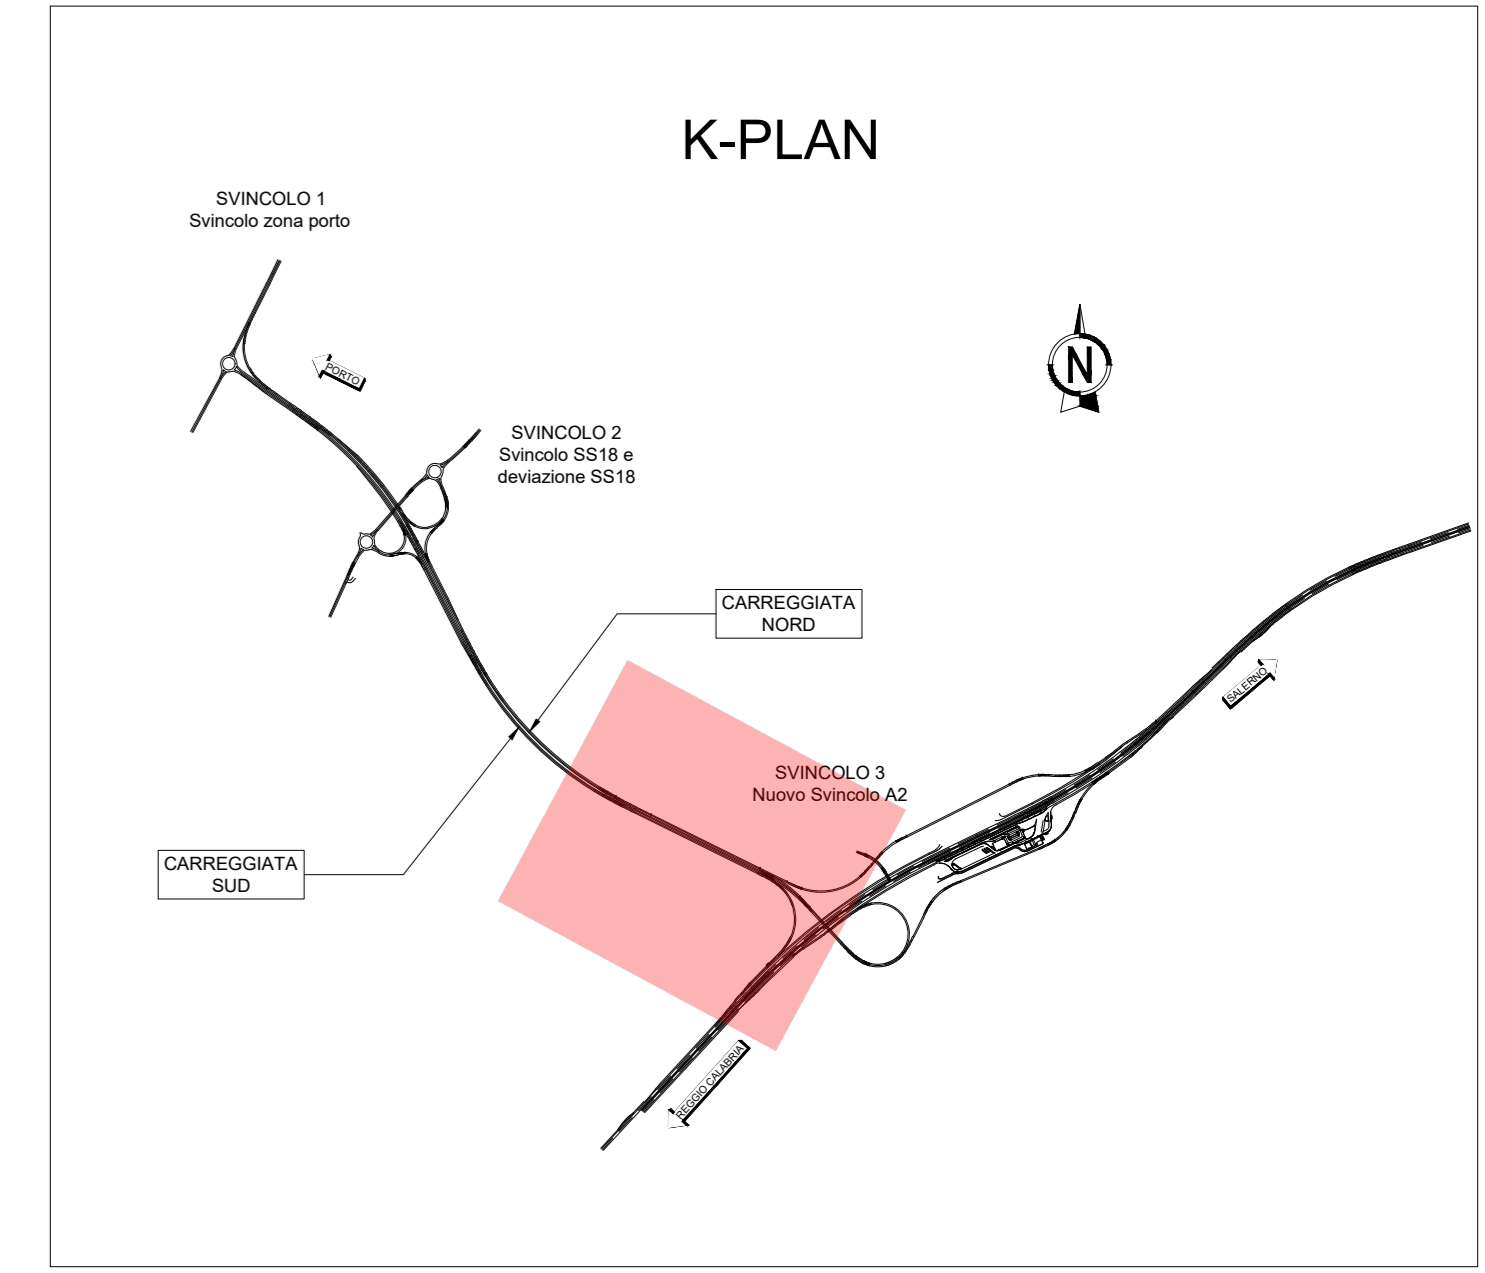 K-PLAN
SVINCOLO 1
Svincolo zona porto
PORTO
N
SVINCOLO 2
Svincolo SS18 e
deviazione SS18
CARREGGIATA
NORD
SALERNO
SVINCOLO 3
Nuovo Svincolo A2
CARREGGIATA
SUD
REGGIO CALABRIA